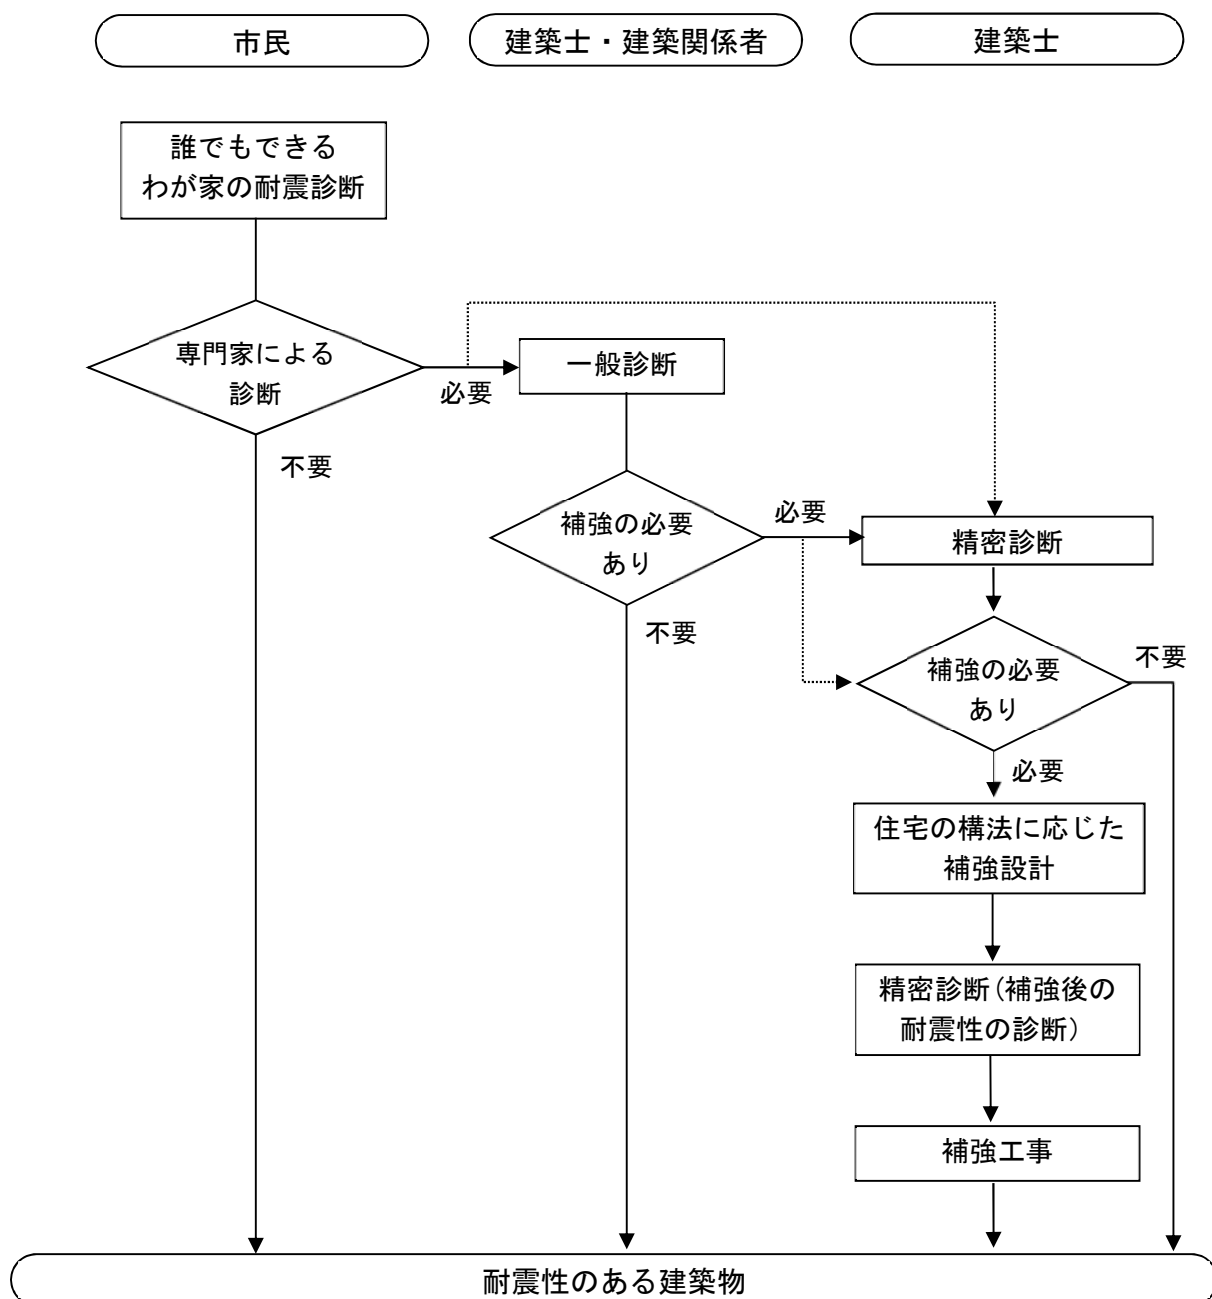 市民
建築士・建築関係者
建築士
誰でもできる
わが家の耐震診断
専門家による
診断
必要
不要
一般診断
補強の必要
あり
必要
不要
精密診断
補強の必要
あり
不要
必要
住宅の構法に応じた
補強設計
精密診断(補強後の
耐震性の診断)
補強工事
耐震性のある建築物